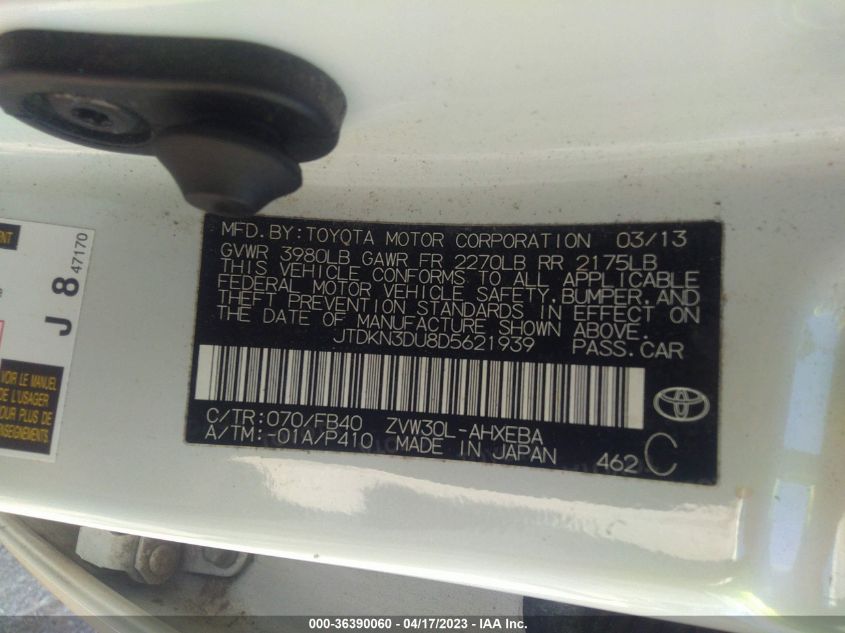 MFD. BY: TOYOTA MOTOR CORPORATION 03/13
GVWR 3980LB GAWR FR 2270LB RR 2175LB
THIS VEHICLE CONFORMS TO ALL APPLICABLE
FEDERAL MOTOR VEHICLE SAFETY, BUMPER, AND
THEFT PREVENTION STANDARDS IN EFFECT ON
THE DATE OF MANUFACTURE SHOWN ABOVE.
JTDKN3DU8D5621939 PASS. CAR
C/TR: 070/FB40 ZVW30L-AHXEBA
A/TM: -01A/P410 MADE IN JAPAN
462 C
J 8 47170
VOIR LE MANUEL
DE L'USAGER
POUR PLUS DE
000-36390060 - 04/17/2023 - IAA Inc.